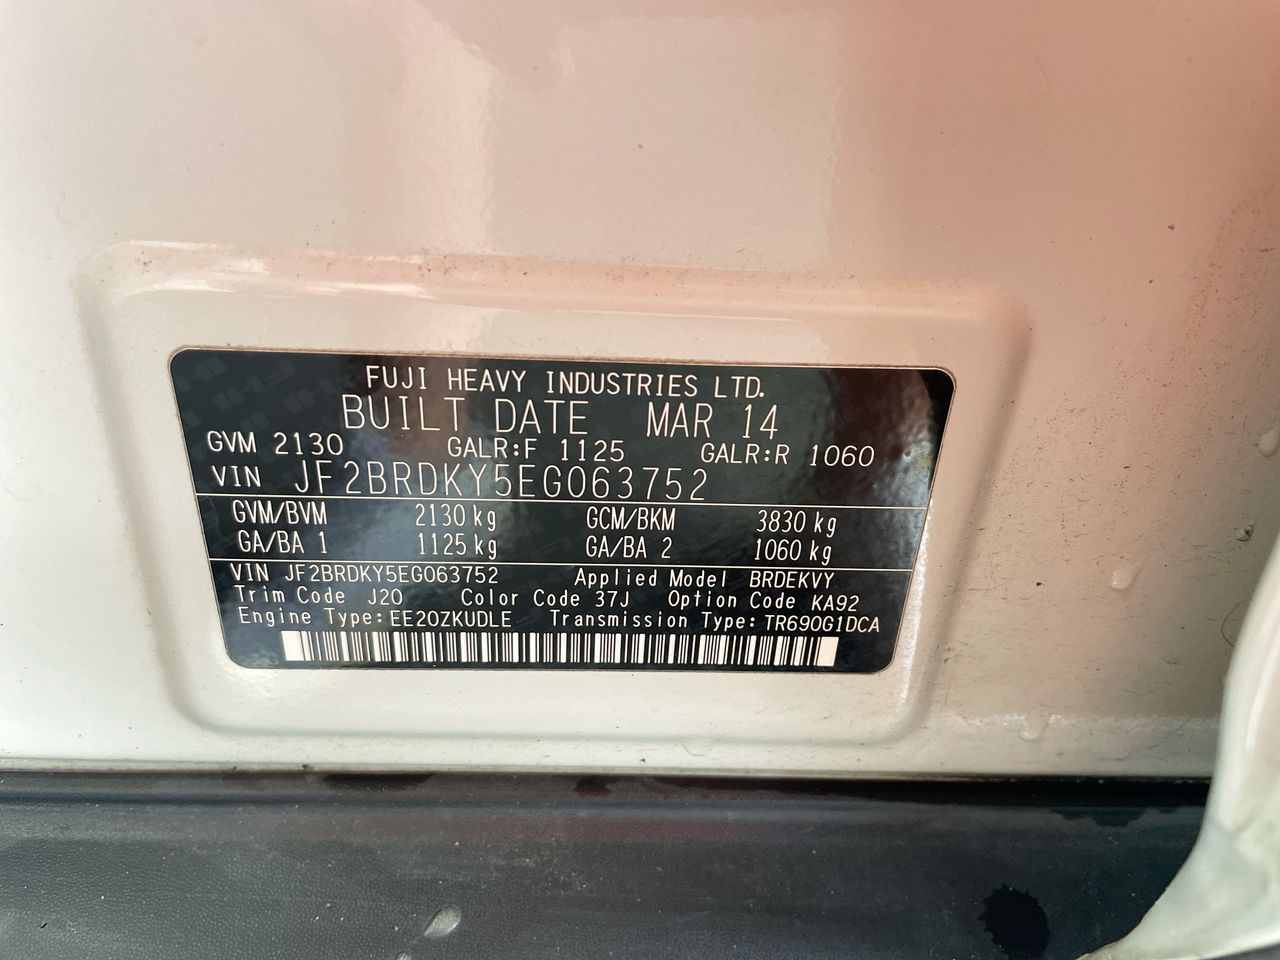 FUJI HEAVY INDUSTRIES LTD.
BUILT DATE MAR 14
GVM 2130 GALR:F 1125 GALR:R 1060
VIN JF2BRDKY5EG063752
GVM/BVM 2130 kg GCM/BKM 3830 kg
GA/BA 1 1125 kg GA/BA 2 1060 kg
VIN JF2BRDKY5EG063752 Applied Model BRDEKVY
Trim Code J20 Color Code 37J Option Code KA92
Engine Type:EE20ZKUDLE Transmission Type:TR690G1DCA